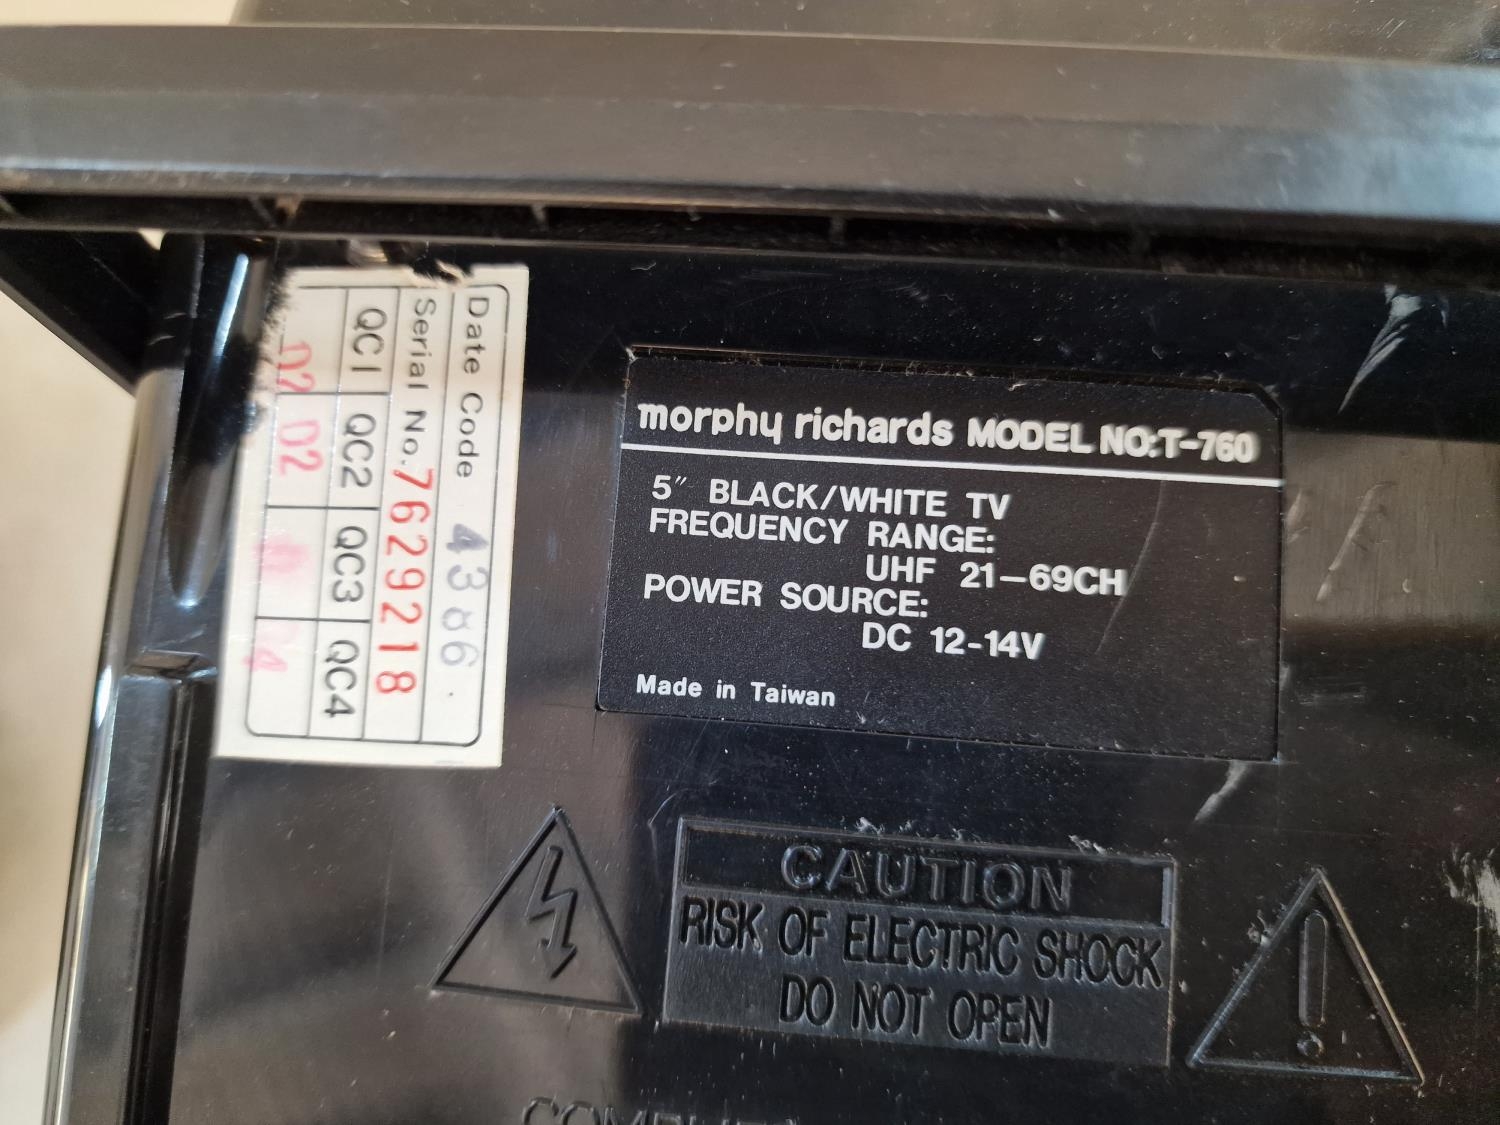 morphy richards MODEL NO:T-760
5" BLACK/WHITE TV
FREQUENCY RANGE:
UHF 21-69CH
POWER SOURCE:
DC 12-14V
Made in Taiwan
Date Code 4386
Serial No. 7629218
QC1 QC2 QC3 QC4
D2 D2
CAUTION
RISK OF ELECTRIC SHOCK
DO NOT OPEN